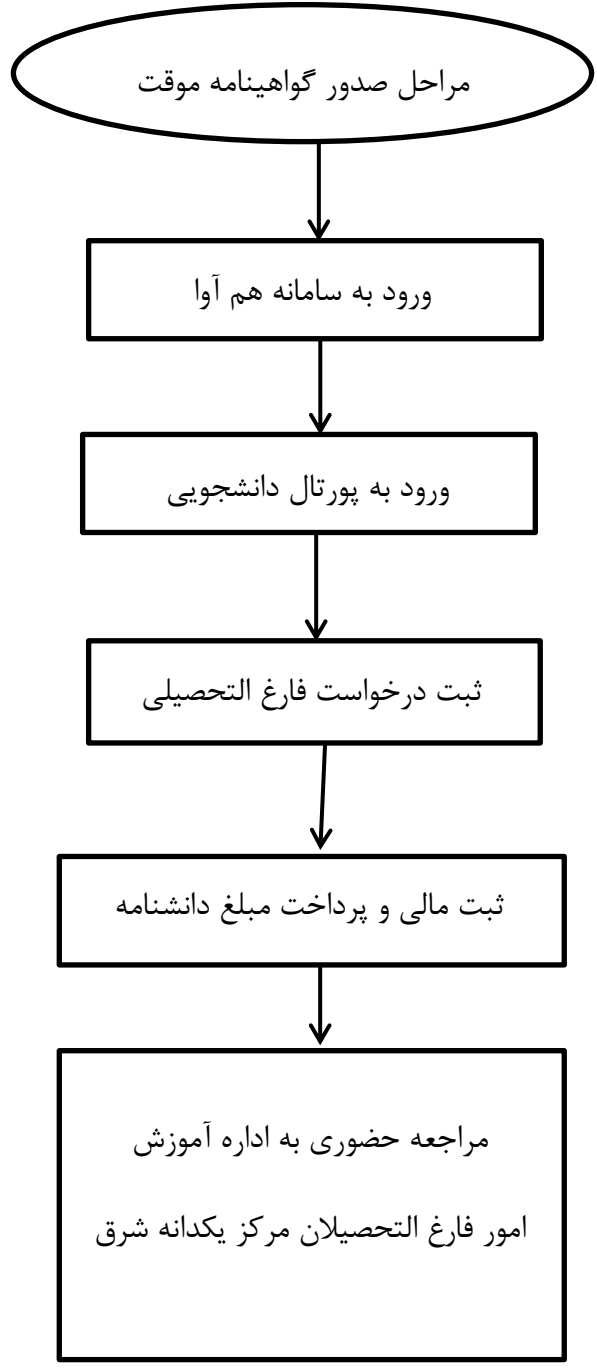 مراحل صدور گواهینامه موقت
ورود به سامانه هم آوا
ورود به پورتال دانشجویی
ثبت درخواست فارغ التحصیلی
ثبت مالی و پرداخت مبلغ دانشنامه
مراجعه حضوری به اداره آموزش
امور فارغ التحصیلان مرکز یکدانه شرق